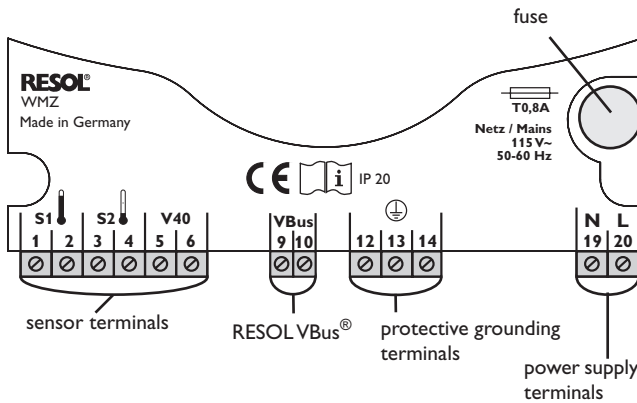 fuse
RESOL®
WMZ
Made in Germany
T0,8A
Netz / Mains
115 V~
50-60 Hz
CE i IP 20
S1 S2 V40 VBus N L
1 2 3 4 5 6 9 10 12 13 14 19 20
sensor terminals
RESOL VBus®
protective grounding
terminals
power supply
terminals